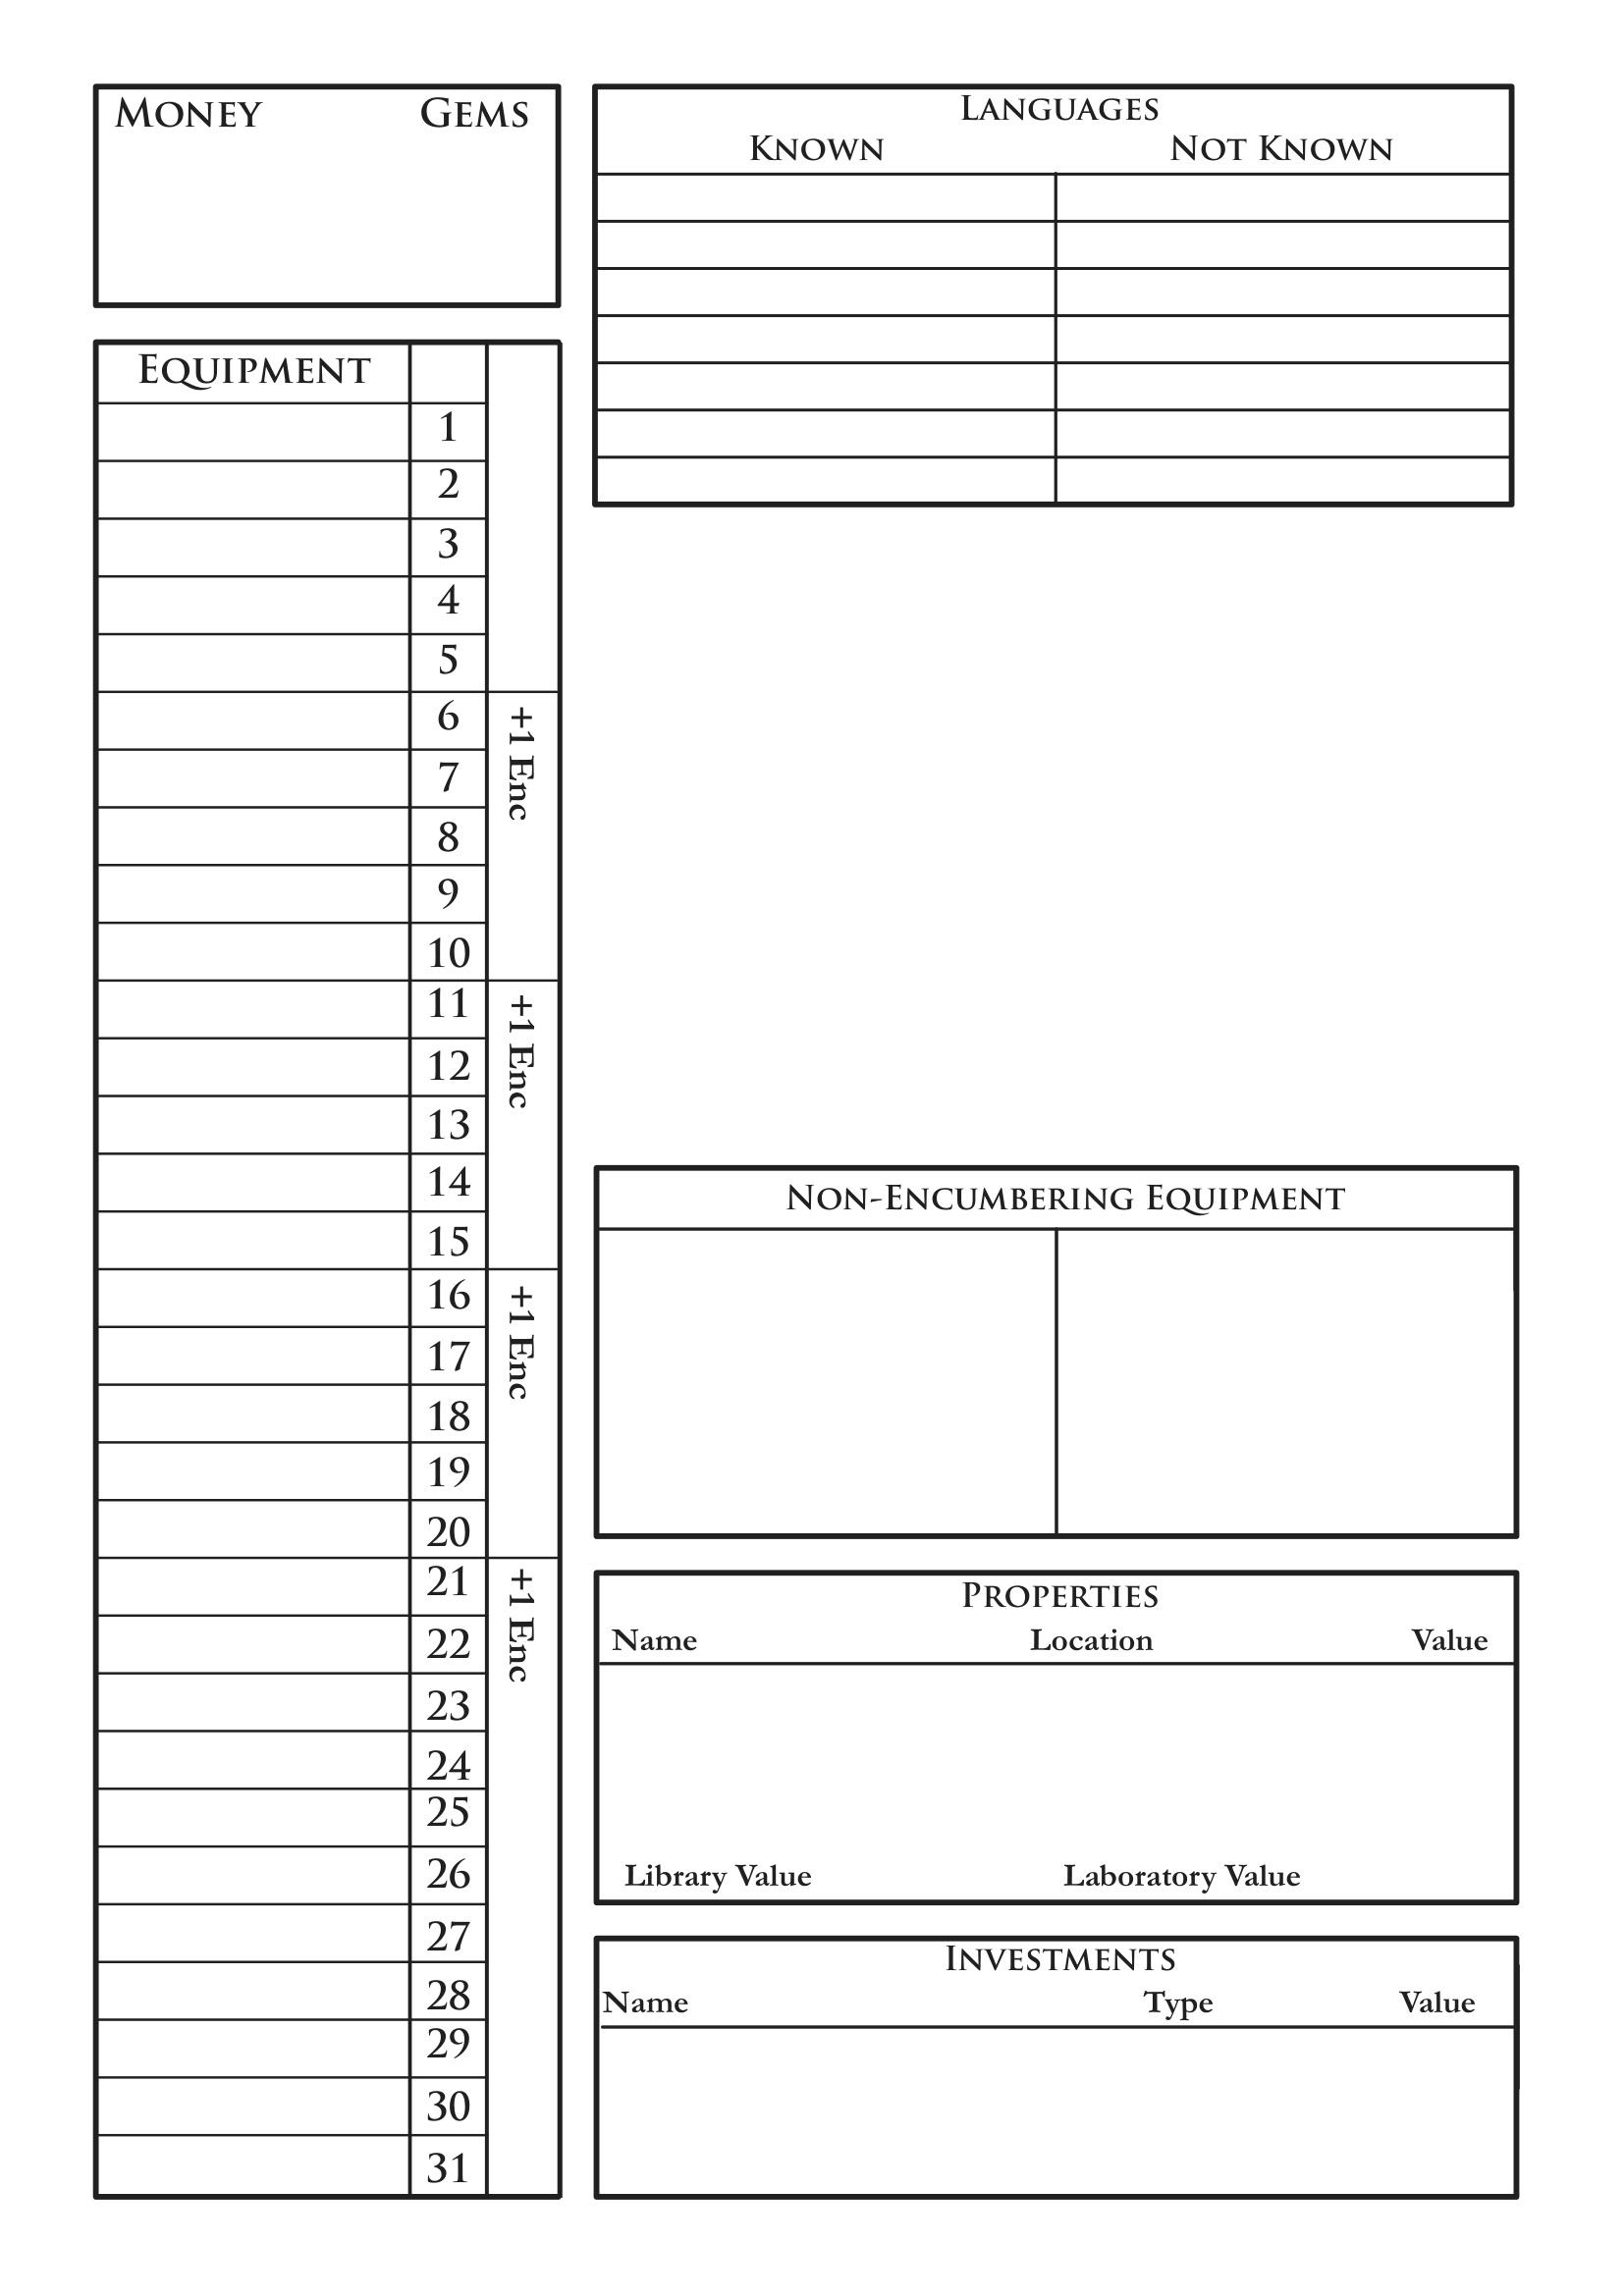 Money Gems
Equipment
1
2
3
4
5
6
+1 Enc
7
8
9
10
11
+1 Enc
12
13
14
15
16
+1 Enc
17
18
19
20
21
+1 Enc
22
23
24
25
26
27
28
29
30
31
Languages
Known Not Known
Non-Encumbering Equipment
Properties
Name Location Value
Library Value Laboratory Value
Investments
Name Type Value